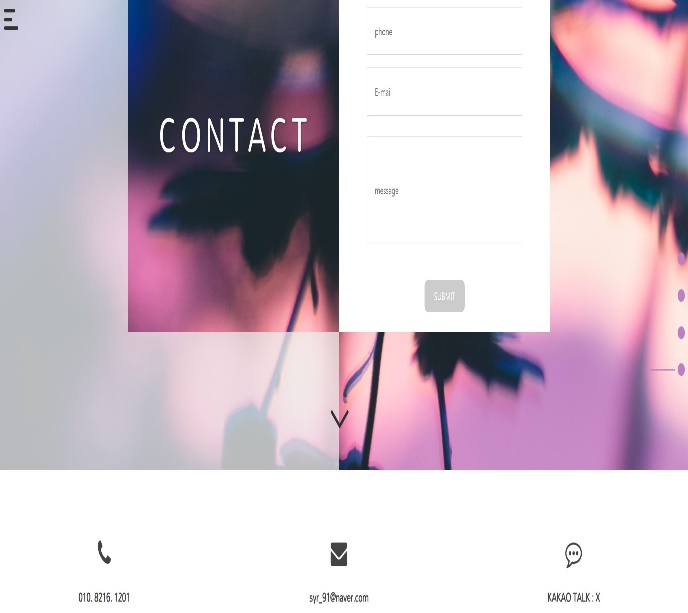 phone
E-mail
CONTACT
message
SUBMIT
010. 8216. 1201
syr_91@naver.com
KAKAO TALK : X